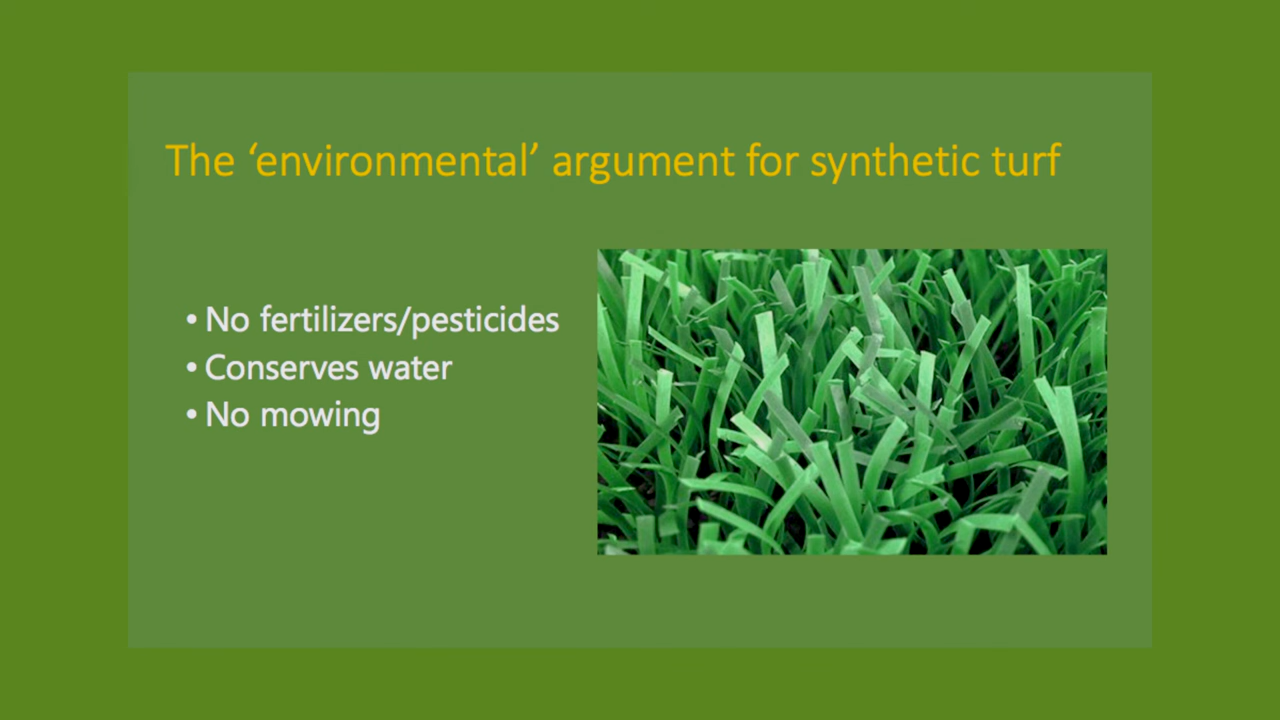 The ‘environmental’ argument for synthetic turf
• No fertilizers/pesticides
• Conserves water
• No mowing